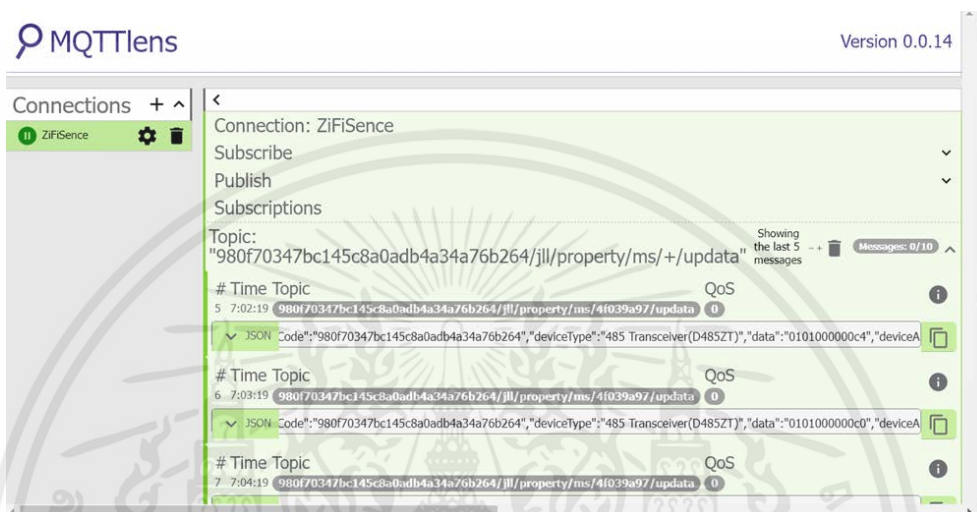 MQTTlens
Version 0.0.14
Connections
ZiFiSence
Connection: ZiFiSence
Subscribe
Publish
Subscriptions
Topic:
"980f70347bc145c8a0adb4a34a76b264/jll/property/ms/+/updata"
Showing
the last 5
messages
- +
Messages: 0/10
# Time Topic QoS
5 7:02:19 980f70347bc145c8a0adb4a34a76b264/jll/property/ms/4f039a97/updata 0
JSON Code":"980f70347bc145c8a0adb4a34a76b264","deviceType":"485 Transceiver(D485ZT)","data":"0101000000c4","deviceA
# Time Topic QoS
6 7:03:19 980f70347bc145c8a0adb4a34a76b264/jll/property/ms/4f039a97/updata 0
JSON Code":"980f70347bc145c8a0adb4a34a76b264","deviceType":"485 Transceiver(D485ZT)","data":"0101000000c0","deviceA
# Time Topic QoS
7 7:04:19 980f70347bc145c8a0adb4a34a76b264/jll/property/ms/4f039a97/updata 0